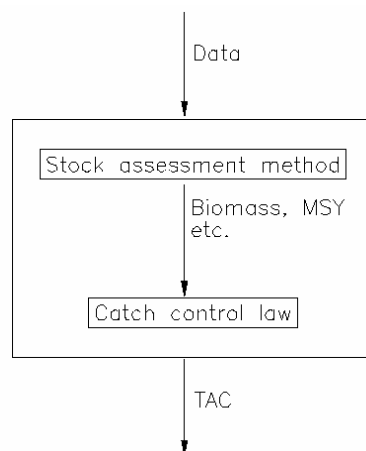 Data
Stock assessment method
Biomass, MSY
etc.
Catch control law
TAC